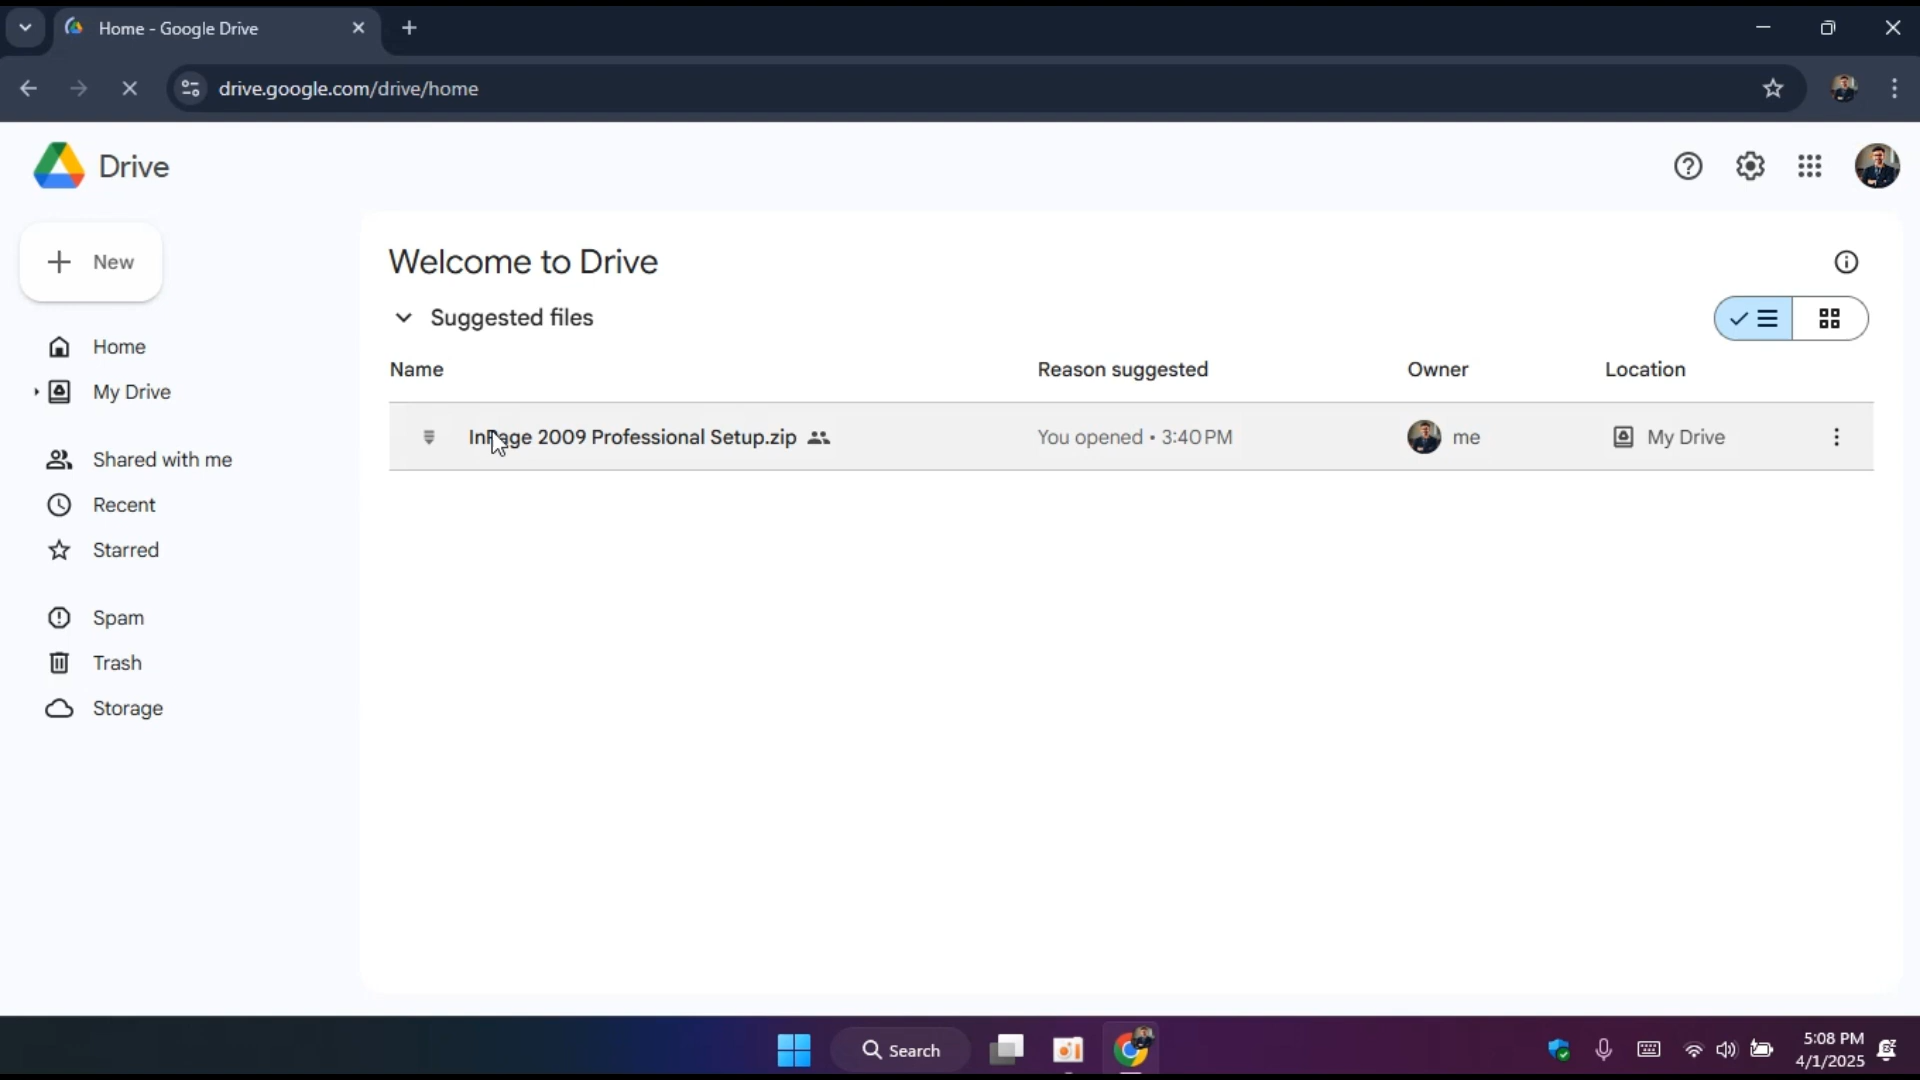 Home - Google Drive
drive.google.com/drive/home
Drive
New
Home
My Drive
Shared with me
Recent
Starred
Spam
Trash
Storage
Welcome to Drive
Suggested files
Name Reason suggested Owner Location
InPage 2009 Professional Setup.zip You opened • 3:40 PM me My Drive
Search
5:08 PM
4/1/2025